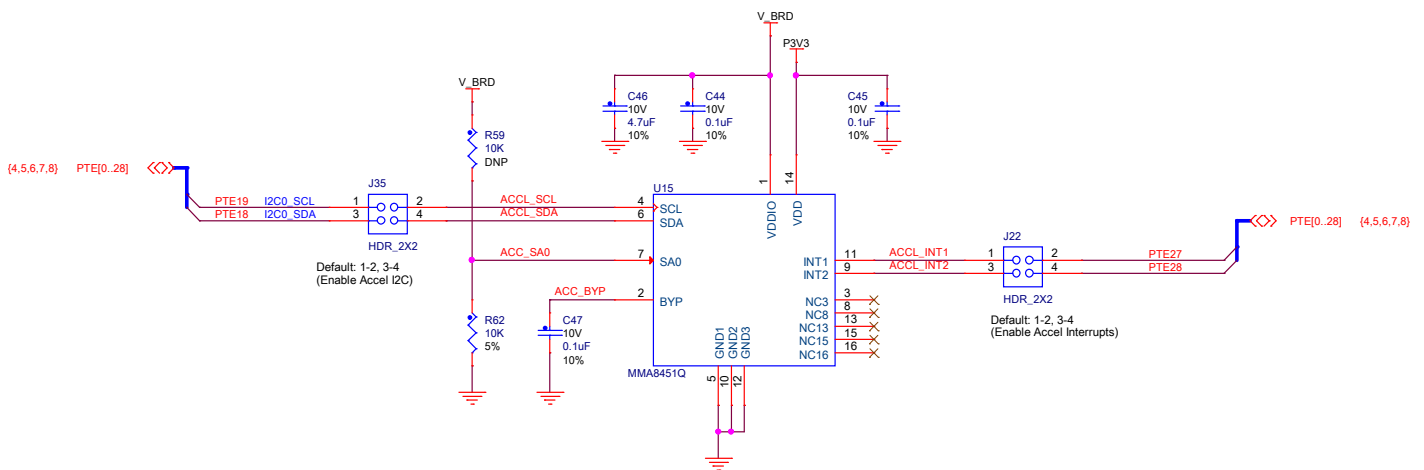 V_BRD
P3V3
V_BRD
C46
10V
4.7uF
10%
C44
10V
0.1uF
10%
C45
10V
0.1uF
10%
R59
10K
DNP
{4,5,6,7,8} PTE[0..28]
J35
PTE19 I2C0_SCL 1 2 ACCL_SCL 4 SCL
PTE18 I2C0_SDA 3 4 ACCL_SDA 6 SDA
HDR_2X2
Default: 1-2, 3-4
(Enable Accel I2C)
ACC_SA0 7 SA0
ACC_BYP 2 BYP
R62
10K
5%
C47
10V
0.1uF
10%
U15
1 14
VDDIO VDD
INT1 11 ACCL_INT1 1 2 PTE27
INT2 9 ACCL_INT2 3 4 PTE28
NC3 3
NC8 8
NC13 13
NC15 15
NC16 16
GND1 GND2 GND3
5 10 12
MMA8451Q
J22
HDR_2X2
Default: 1-2, 3-4
(Enable Accel Interrupts)
PTE[0..28] {4,5,6,7,8}